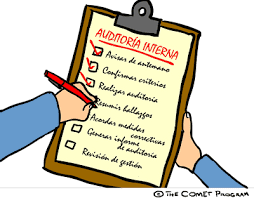 AUDITORÍA INTERNA
Avisar de antemano
Confirmar criterios
Realizar auditoría
Resumir hallazgos
Acordar medidas
correctivas
Generar informe
de auditoría
Revisión de gestión
© THE COMET PROGRAM